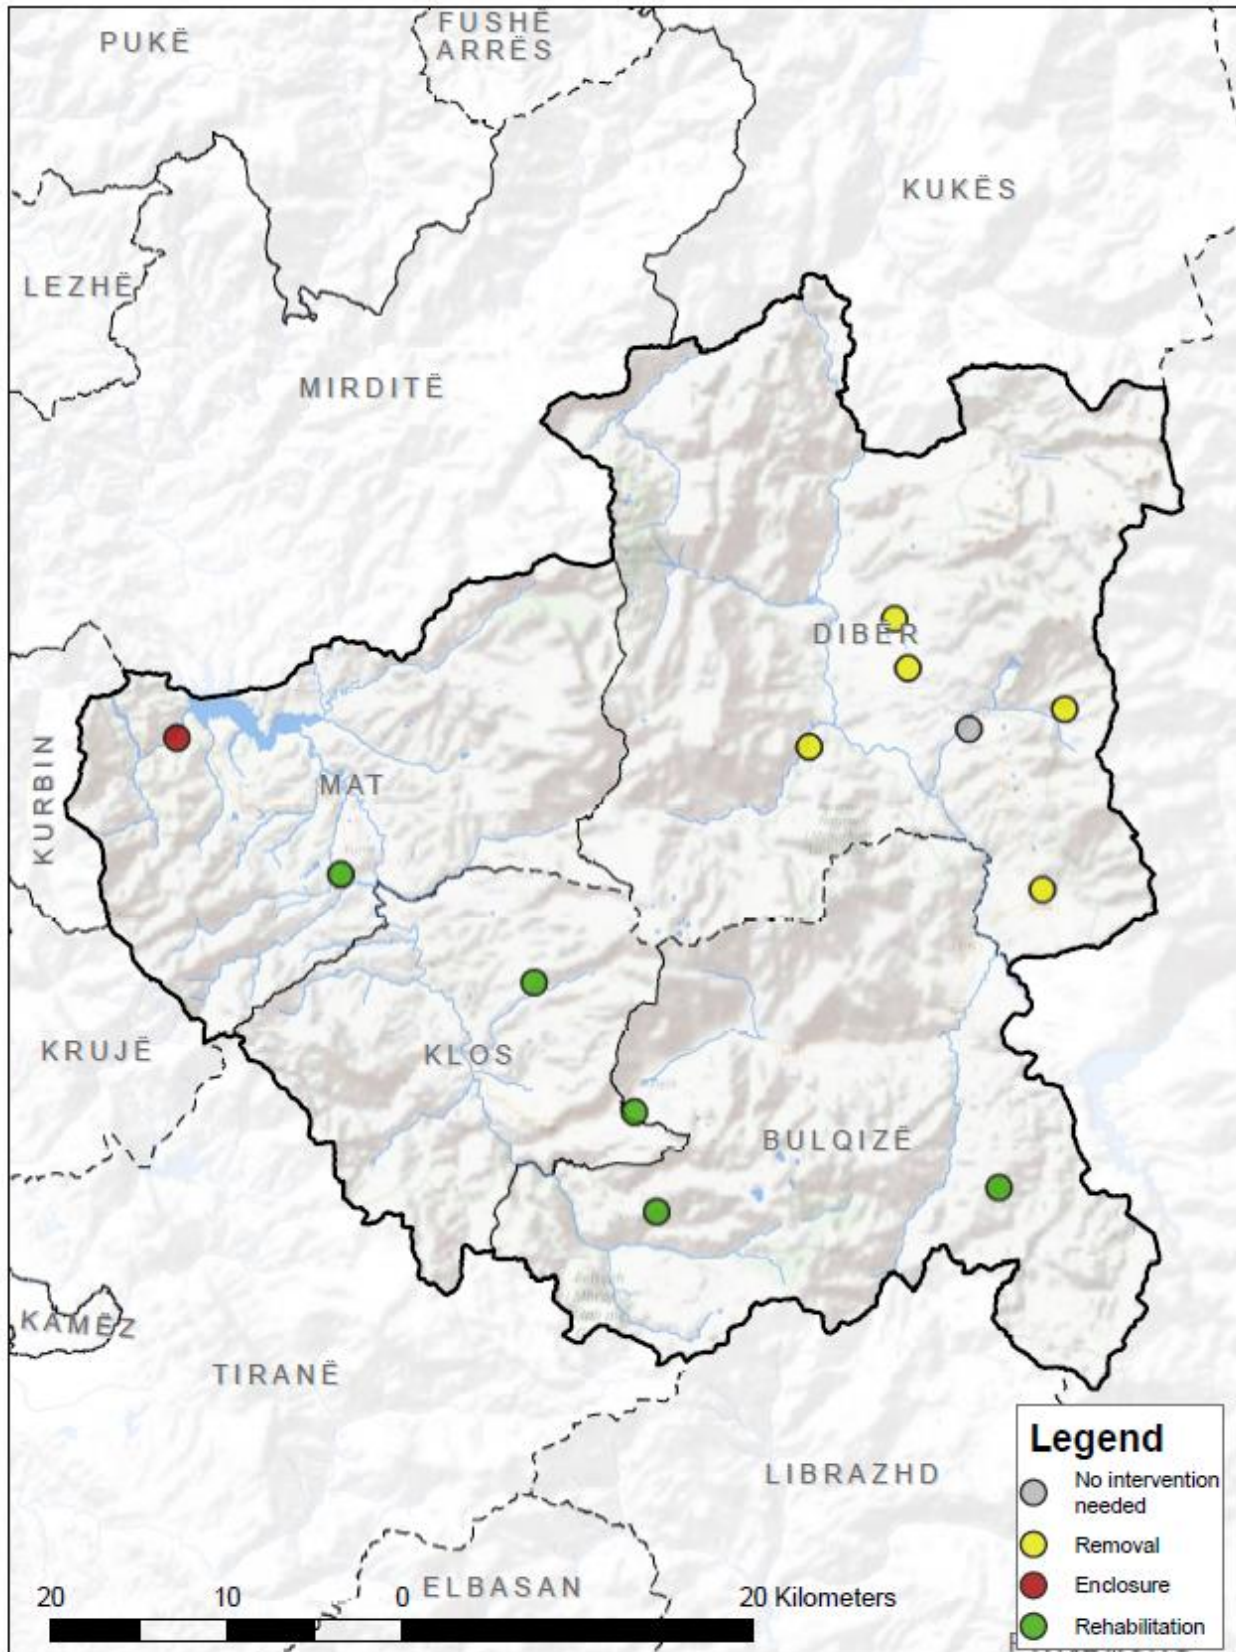 PUKË
FUSHË
ARRËS
KUKËS
LEZHË
MIRDITË
DIBËR
KURBIN
MAT
KRUJË
KLOS
BULQIZË
KAMËZ
TIRANË
LIBRAZHD
ELBASAN
Legend
No intervention
needed
Removal
Enclosure
Rehabilitation
20 10 0 20 Kilometers